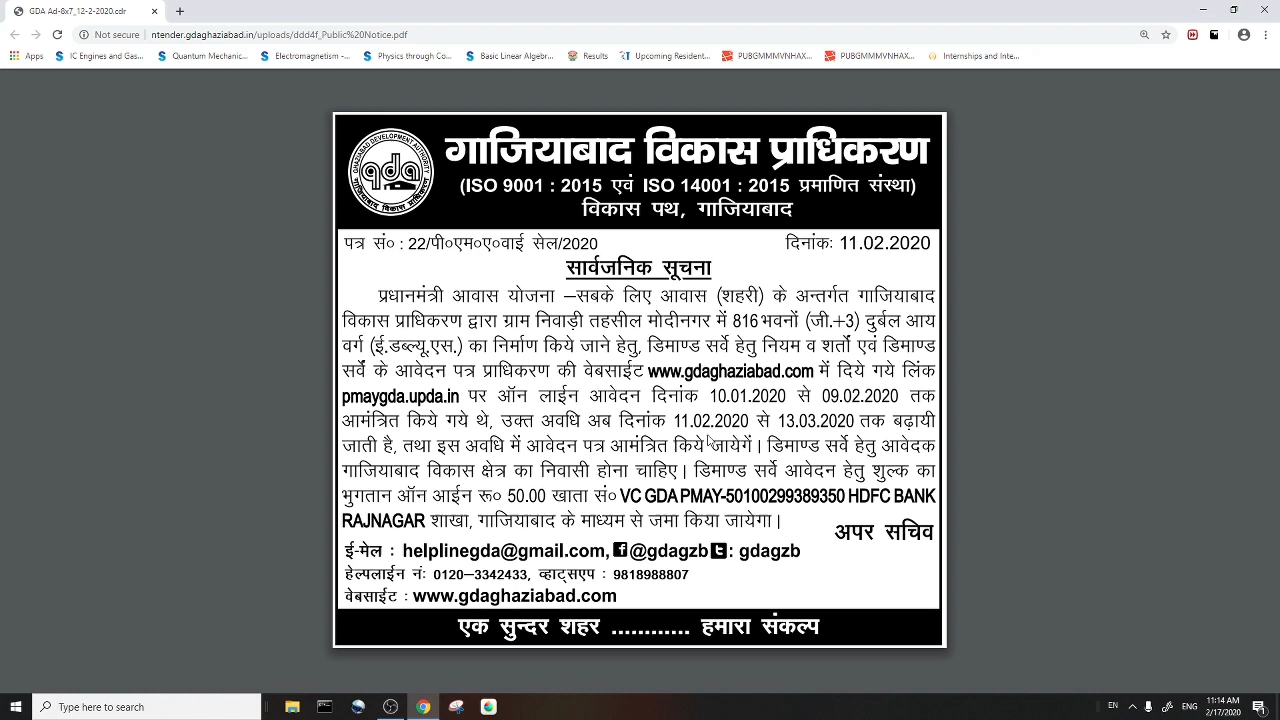 GDA Ad-8x7_12-2-2020.cdr
Not secure | ntender.gdaghaziabad.in/uploads/ddd4f_Public%20Notice.pdf
Apps IC Engines and Gas... Quantum Mechanic... Electromagnetism -... Physics through Co... Basic Linear Algebr... Results Upcoming Resident... PUBGMMMVNHAX... PUBGMMMVNHAX... Internships and Inte...
GHAZIABAD DEVELOPMENT AUTHORITY
gda
गाजियाबाद विकास प्राधिकरण
गाजियाबाद विकास प्राधिकरण
(ISO 9001 : 2015 एवं ISO 14001 : 2015 प्रमाणित संस्था)
विकास पथ, गाजियाबाद
पत्र सं० : 22/पी०एम०ए०वाई सेल/2020 दिनांकः 11.02.2020
सार्वजनिक सूचना
प्रधानमंत्री आवास योजना –सबके लिए आवास (शहरी) के अन्तर्गत गाजियाबाद
विकास प्राधिकरण द्वारा ग्राम निवाड़ी तहसील मोदीनगर में 816 भवनों (जी.+3) दुर्बल आय
वर्ग (ई.डब्ल्यू.एस.) का निर्माण किये जाने हेतु, डिमाण्ड सर्वे हेतु नियम व शर्तों एवं डिमाण्ड
सर्वे के आवेदन पत्र प्राधिकरण की वेबसाईट www.gdaghaziabad.com में दिये गये लिंक
pmaygda.upda.in पर ऑन लाईन आवेदन दिनांक 10.01.2020 से 09.02.2020 तक
आमंत्रित किये गये थे, उक्त अवधि अब दिनांक 11.02.2020 से 13.03.2020 तक बढ़ायी
जाती है, तथा इस अवधि में आवेदन पत्र आमंत्रित किये जायेगें। डिमाण्ड सर्वे हेतु आवेदक
गाजियाबाद विकास क्षेत्र का निवासी होना चाहिए। डिमाण्ड सर्वे आवेदन हेतु शुल्क का
भुगतान ऑन आईन रू० 50.00 खाता सं० VC GDA PMAY-50100299389350 HDFC BANK
RAJNAGAR शाखा, गाजियाबाद के माध्यम से जमा किया जायेगा।
अपर सचिव
ई-मेल : helplinegda@gmail.com, @gdagzb : gdagzb
हेल्पलाईन नंः 0120–3342433, व्हाट्सएप : 9818988807
वेबसाईट : www.gdaghaziabad.com
एक सुन्दर शहर ............ हमारा संकल्प
Type here to search
EN ENG 11:14 AM
2/17/2020